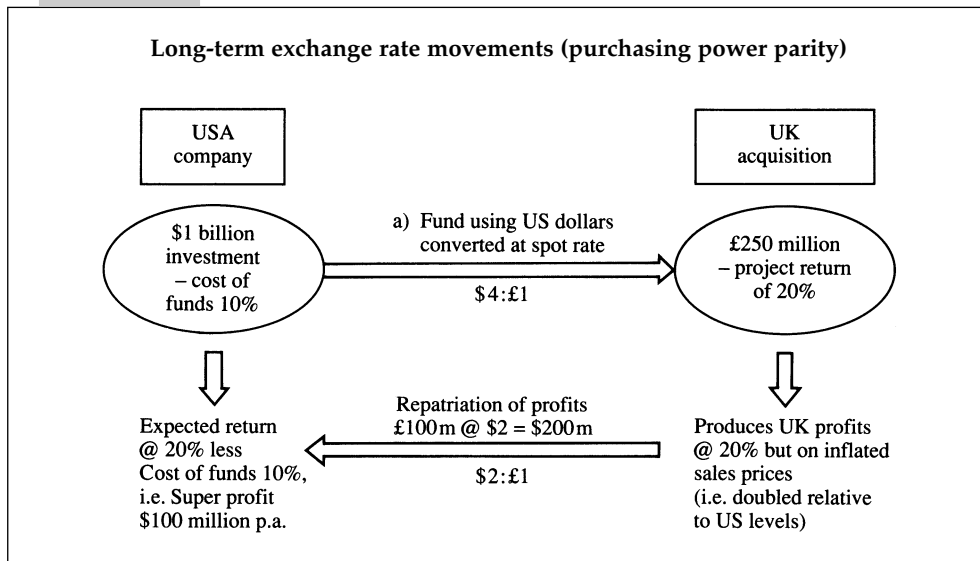 Long-term exchange rate movements (purchasing power parity)
USA
company
UK
acquisition
$1 billion
investment
– cost of
funds 10%
a) Fund using US dollars
converted at spot rate
$4:£1
£250 million
– project return
of 20%
Expected return
@ 20% less
Cost of funds 10%,
i.e. Super profit
$100 million p.a.
Repatriation of profits
£100m @ $2 = $200m
$2:£1
Produces UK profits
@ 20% but on inflated
sales prices
(i.e. doubled relative
to US levels)